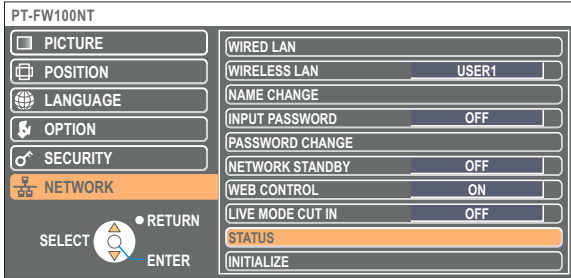 PT-FW100NT
PICTURE
POSITION
LANGUAGE
OPTION
SECURITY
NETWORK
RETURN
SELECT
ENTER
WIRED LAN
WIRELESS LAN USER1
NAME CHANGE
INPUT PASSWORD OFF
PASSWORD CHANGE
NETWORK STANDBY OFF
WEB CONTROL ON
LIVE MODE CUT IN OFF
STATUS
INITIALIZE